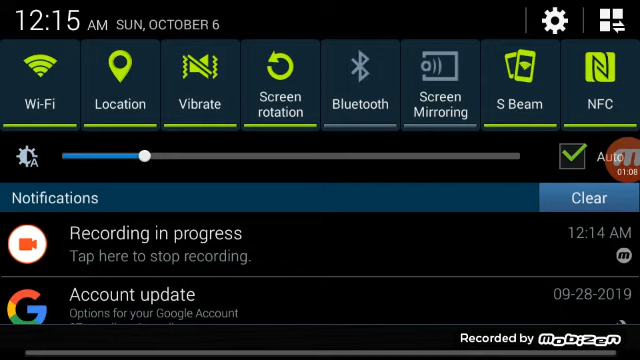 12:15 AM SUN, OCTOBER 6
Wi-Fi
Location
Vibrate
Screen
rotation
Bluetooth
Screen
Mirroring
S Beam
NFC
A
Auto
01:08
Notifications
Clear
Recording in progress
12:14 AM
Tap here to stop recording.
Account update
09-28-2019
Options for your Google Account
Recorded by mobizen